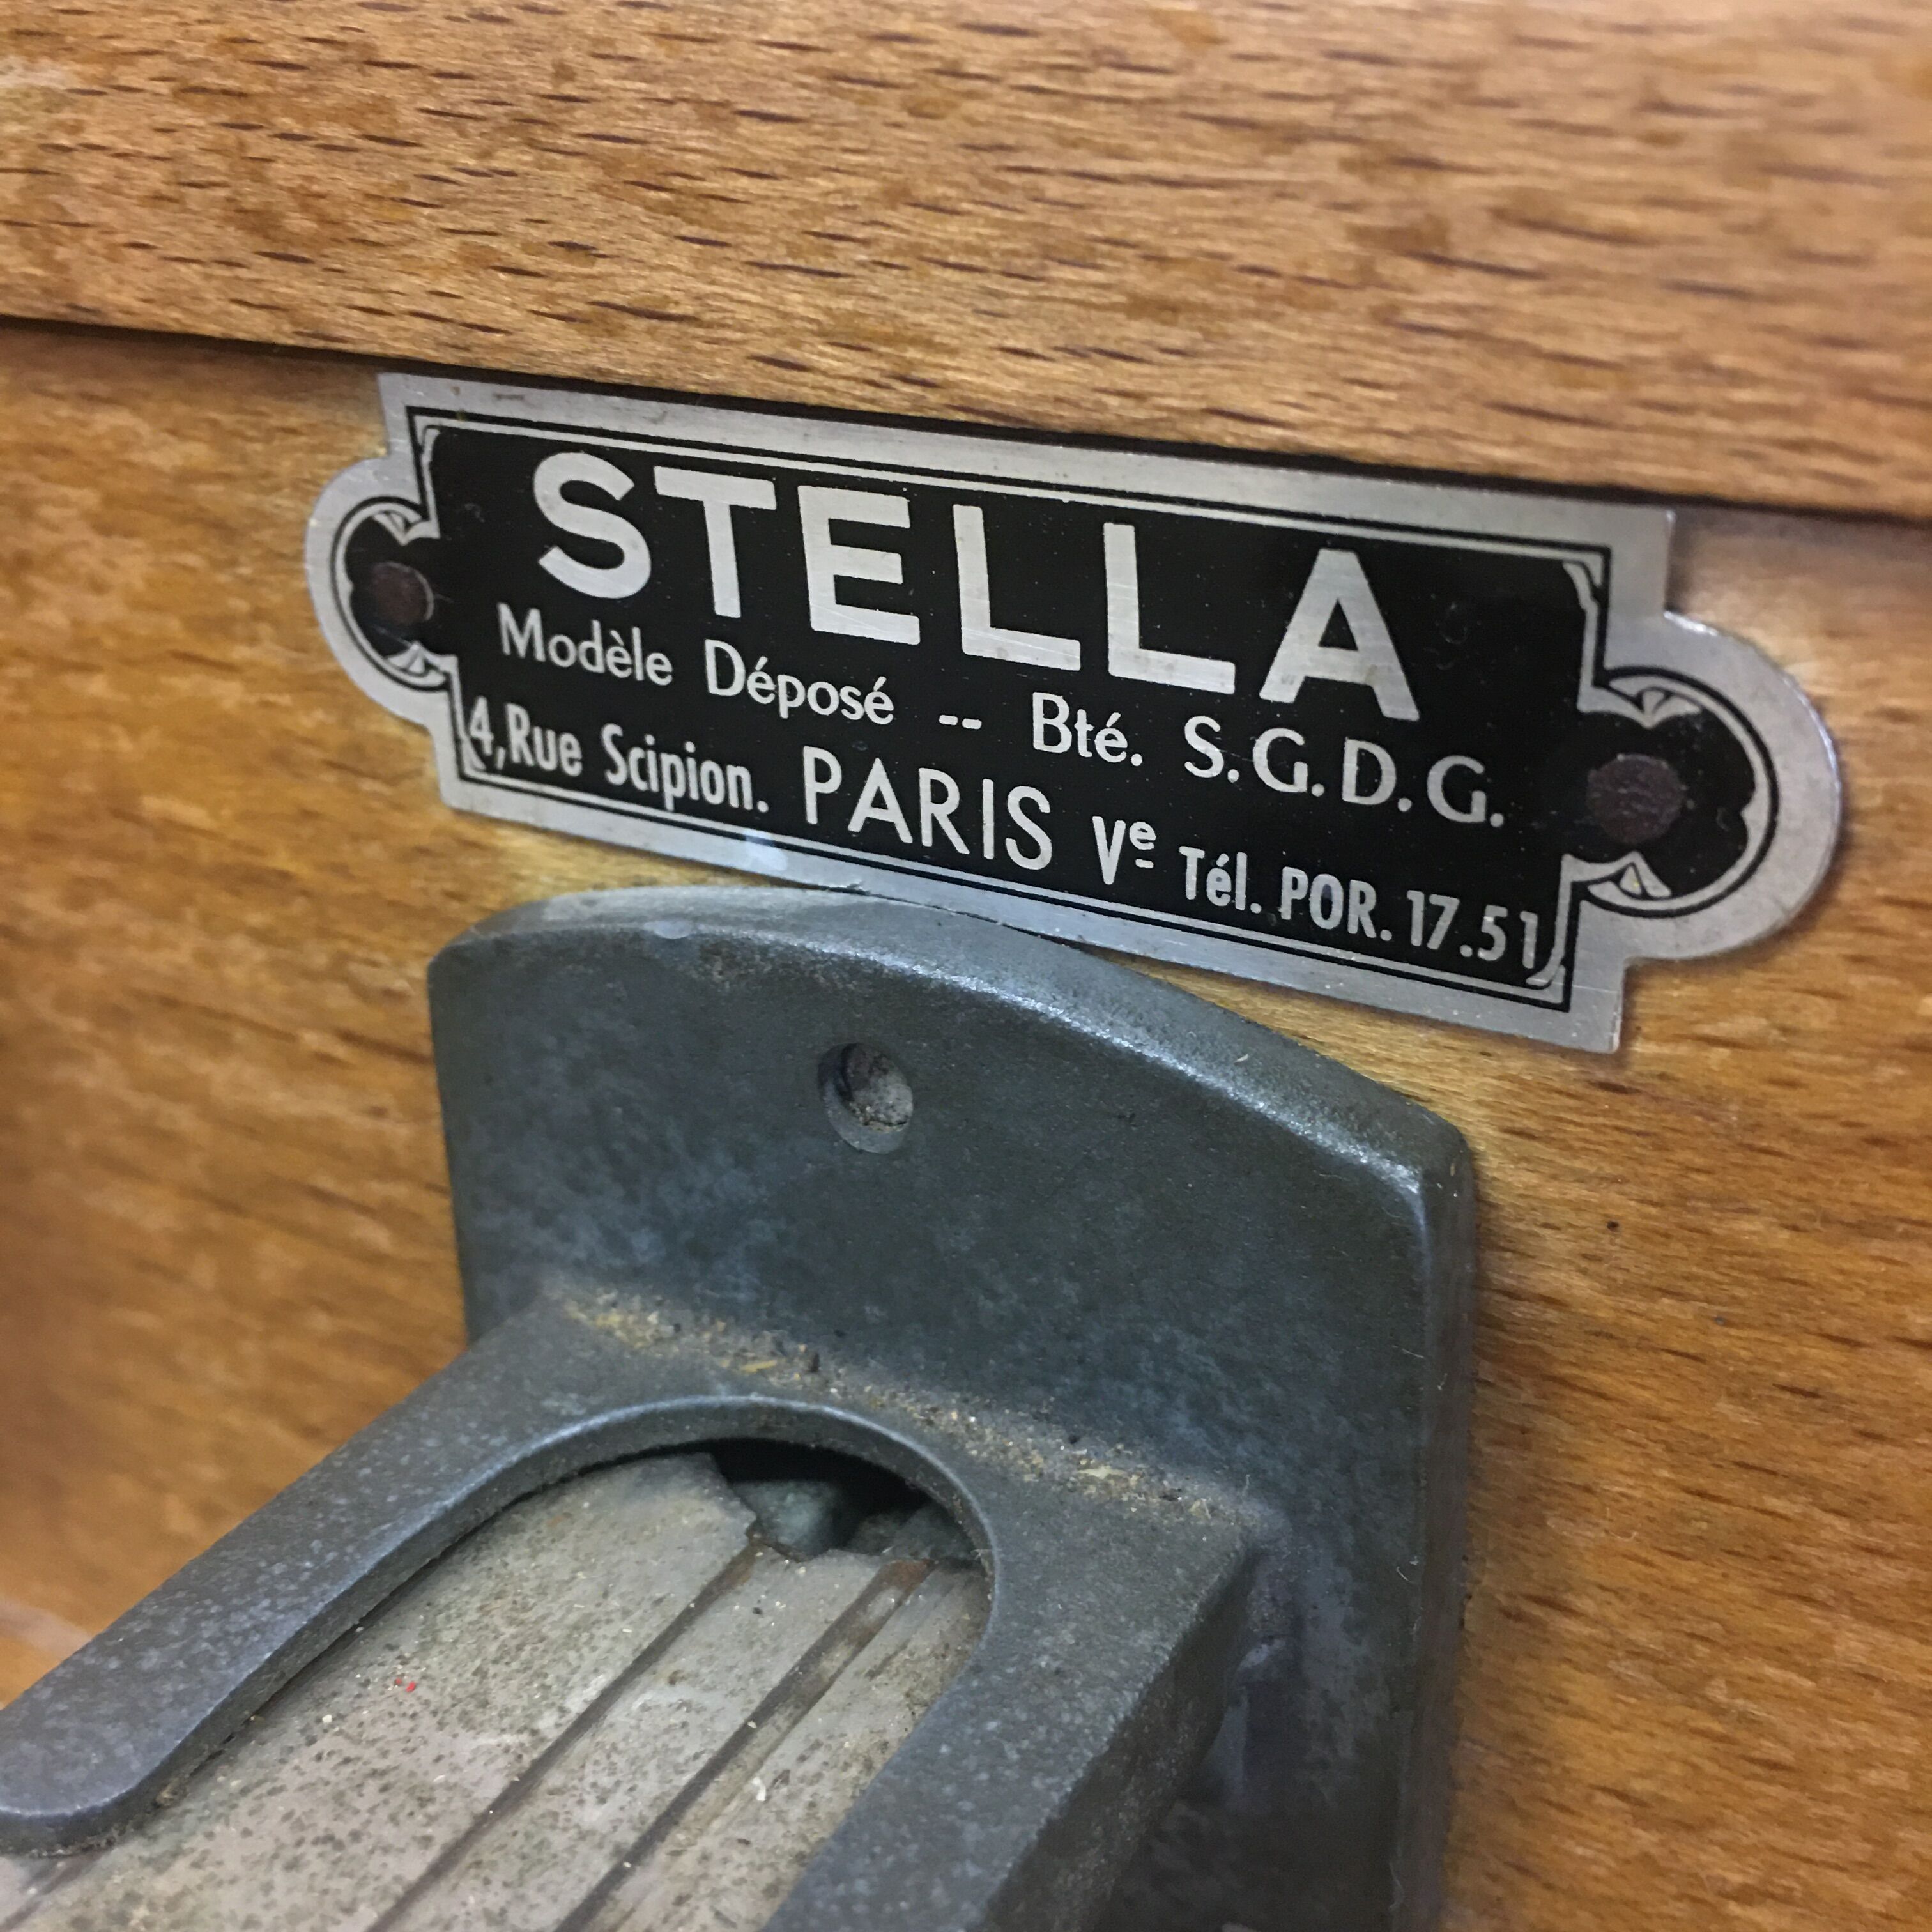 STELLA
Modèle Déposé -- Bté. S.G.D.G.
4, Rue Scipion. PARIS Ve Tél. POR. 17.51